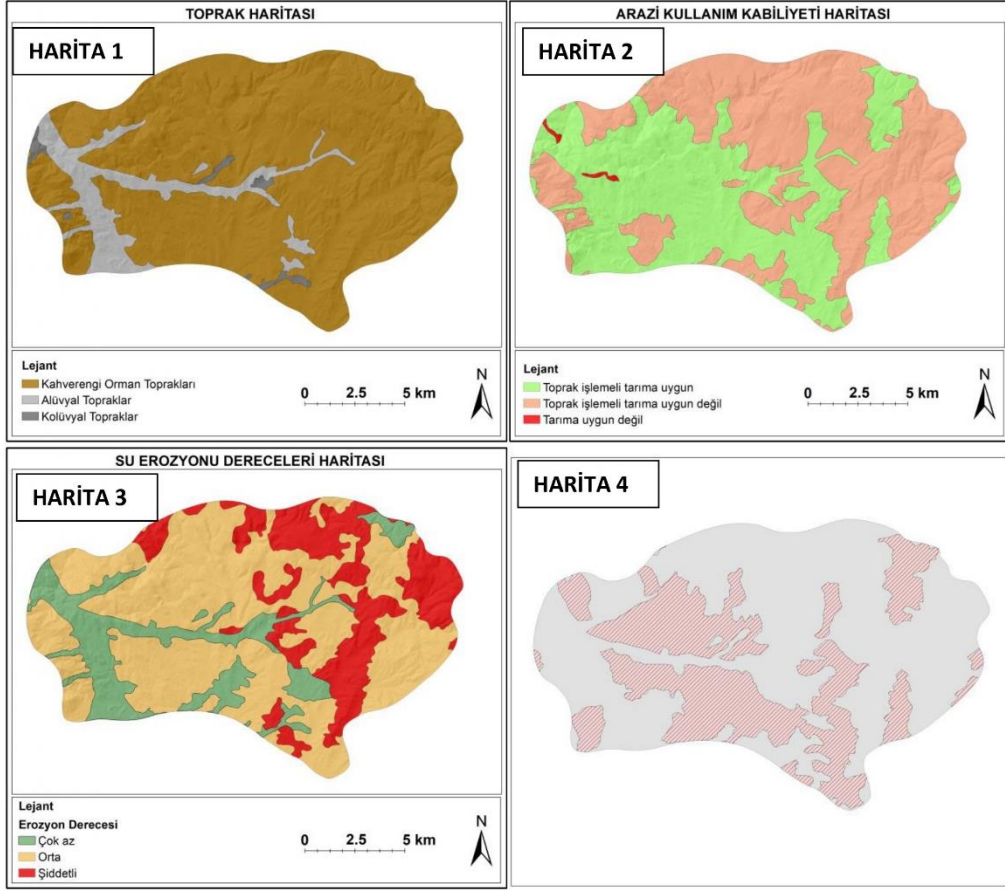 TOPRAK HARİTASI
HARİTA 1
Lejant
Kahverengi Orman Toprakları
Alüvyal Topraklar
Kolüvyal Topraklar
0 2.5 5 km
N
ARAZİ KULLANIM KABİLİYETİ HARİTASI
HARİTA 2
Lejant
Toprak işlemeli tarıma uygun
Toprak işlemeli tarıma uygun değil
Tarıma uygun değil
0 2.5 5 km
N
SU EROZYONU DERECELERİ HARİTASI
HARİTA 3
Lejant
Erozyon Derecesi
Çok az
Orta
Şiddetli
0 2.5 5 km
N
HARİTA 4